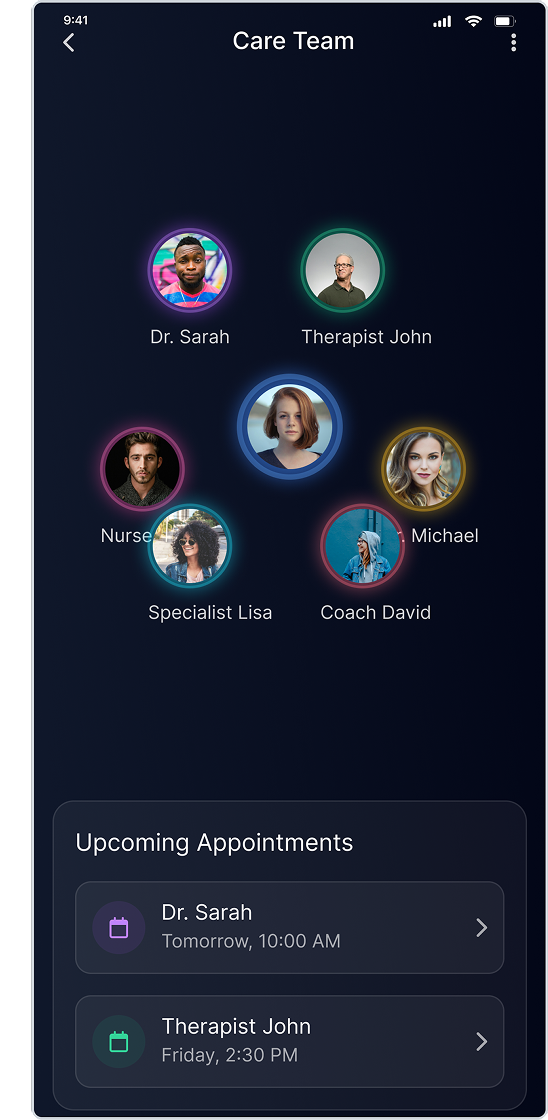 9:41
Care Team
Dr. Sarah
Therapist John
Nurse
. Michael
Specialist Lisa
Coach David
Upcoming Appointments
Dr. Sarah
Tomorrow, 10:00 AM
Therapist John
Friday, 2:30 PM